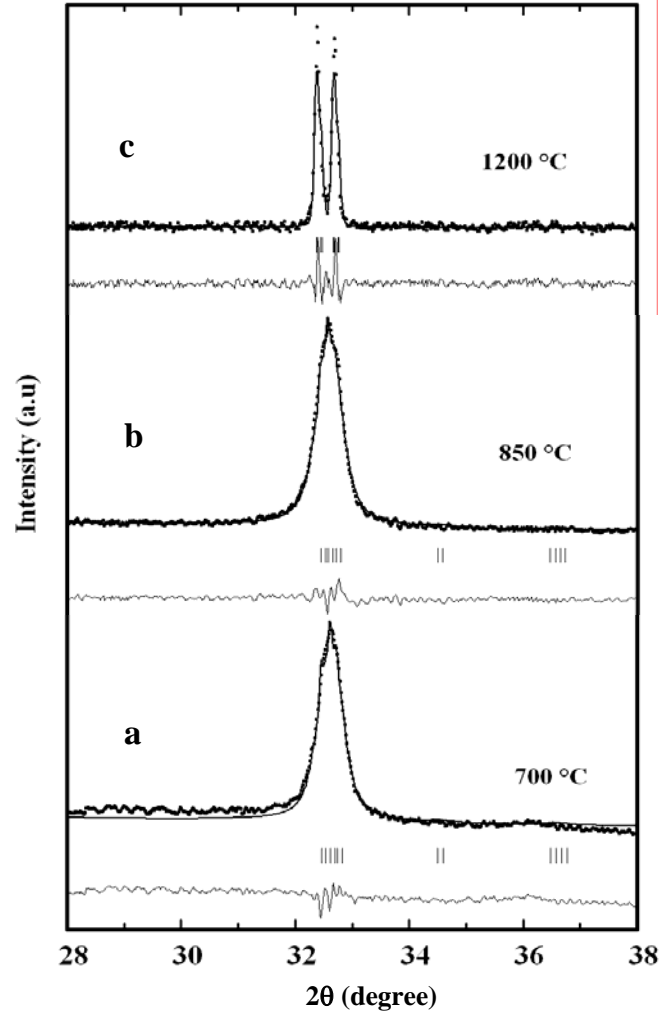 c
1200 °C
b
850 °C
a
700 °C
Intensity (a.u)
28 30 32 34 36 38
2θ (degree)